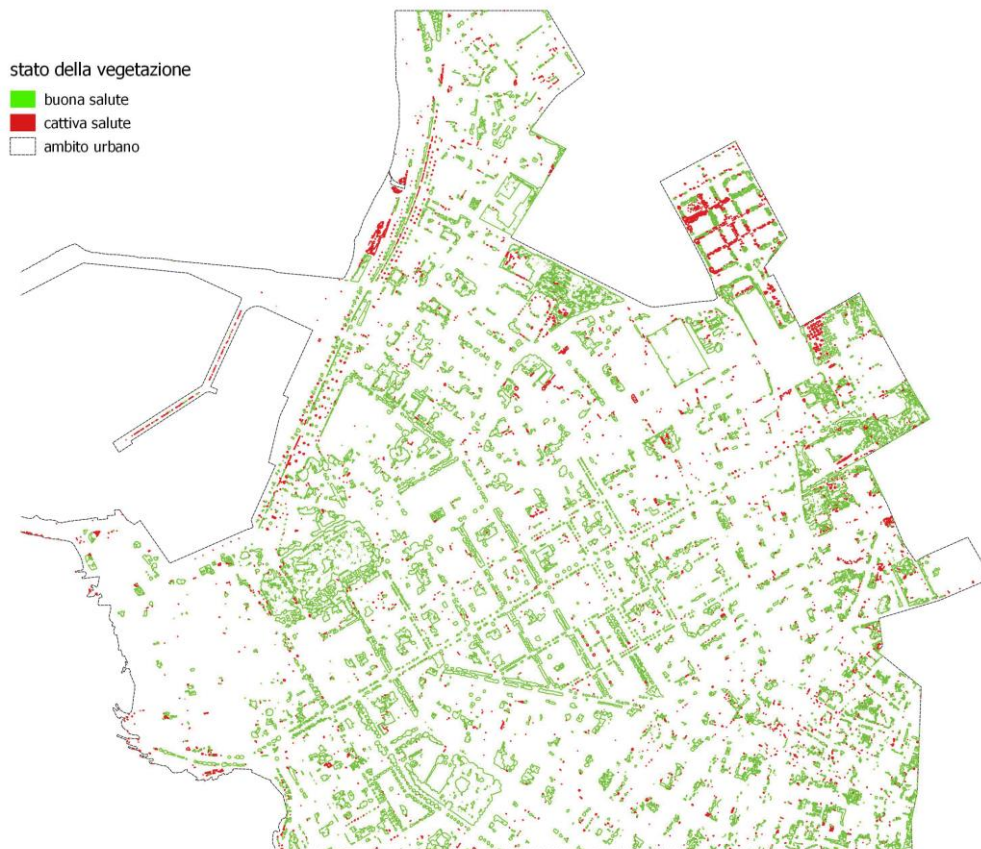 stato della vegetazione
buona salute
cattiva salute
ambito urbano